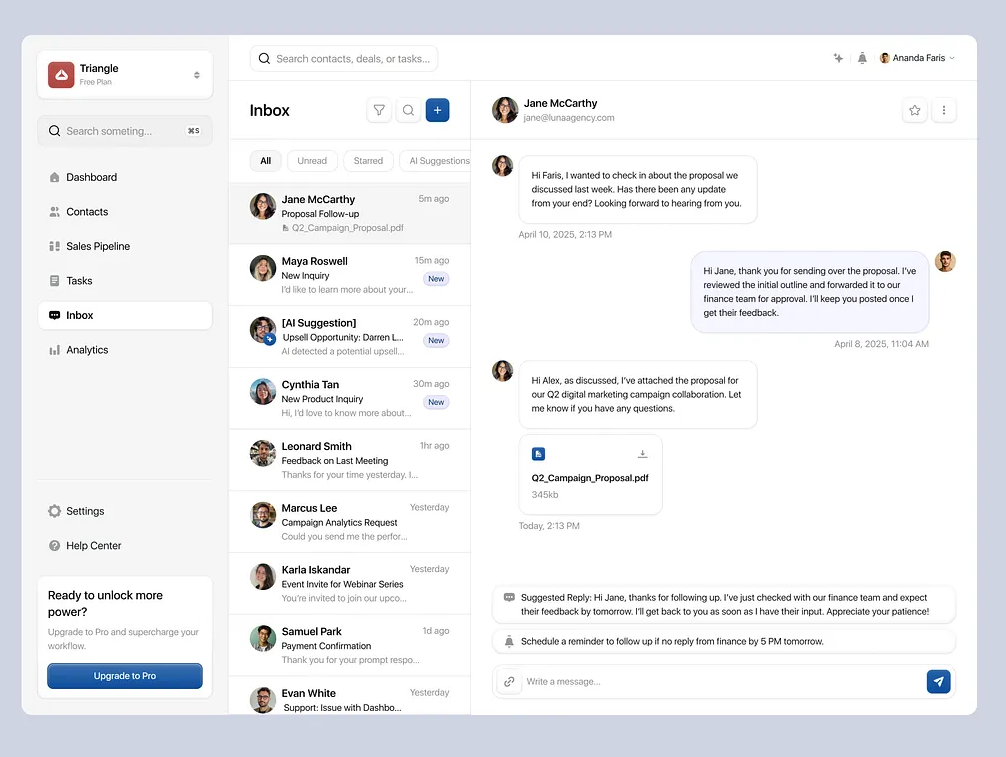 Triangle
Free Plan
Search someting...
⌘S
Dashboard
Contacts
Sales Pipeline
Tasks
Inbox
Analytics
Settings
Help Center
Ready to unlock more
power?
Upgrade to Pro and supercharge your
workflow.
Upgrade to Pro
Search contacts, deals, or tasks...
Ananda Faris
Inbox
All
Unread
Starred
AI Suggestions
Jane McCarthy
5m ago
Proposal Follow-up
Q2_Campaign_Proposal.pdf
Maya Roswell
15m ago
New Inquiry
New
I'd like to learn more about your...
[AI Suggestion]
20m ago
Upsell Opportunity: Darren L...
New
AI detected a potential upsell...
Cynthia Tan
30m ago
New Product Inquiry
New
Hi, I'd love to know more about...
Leonard Smith
1hr ago
Feedback on Last Meeting
Thanks for your time yesterday. I...
Marcus Lee
Yesterday
Campaign Analytics Request
Could you send me the perfor...
Karla Iskandar
Yesterday
Event Invite for Webinar Series
You're invited to join our upco...
Samuel Park
1d ago
Payment Confirmation
Thank you for your prompt respo...
Evan White
Yesterday
Support: Issue with Dashbo...
Jane McCarthy
jane@lunaagency.com
Hi Faris, I wanted to check in about the proposal we
discussed last week. Has there been any update
from your end? Looking forward to hearing from you.
April 10, 2025, 2:13 PM
Hi Jane, thank you for sending over the proposal. I've
reviewed the initial outline and forwarded it to our
finance team for approval. I'll keep you posted once I
get their feedback.
April 8, 2025, 11:04 AM
Hi Alex, as discussed, I've attached the proposal for
our Q2 digital marketing campaign collaboration. Let
me know if you have any questions.
Q2_Campaign_Proposal.pdf
345kb
Today, 2:13 PM
Suggested Reply: Hi Jane, thanks for following up. I've just checked with our finance team and expect
their feedback by tomorrow. I'll get back to you as soon as I have their input. Appreciate your patience!
Schedule a reminder to follow up if no reply from finance by 5 PM tomorrow.
Write a message...